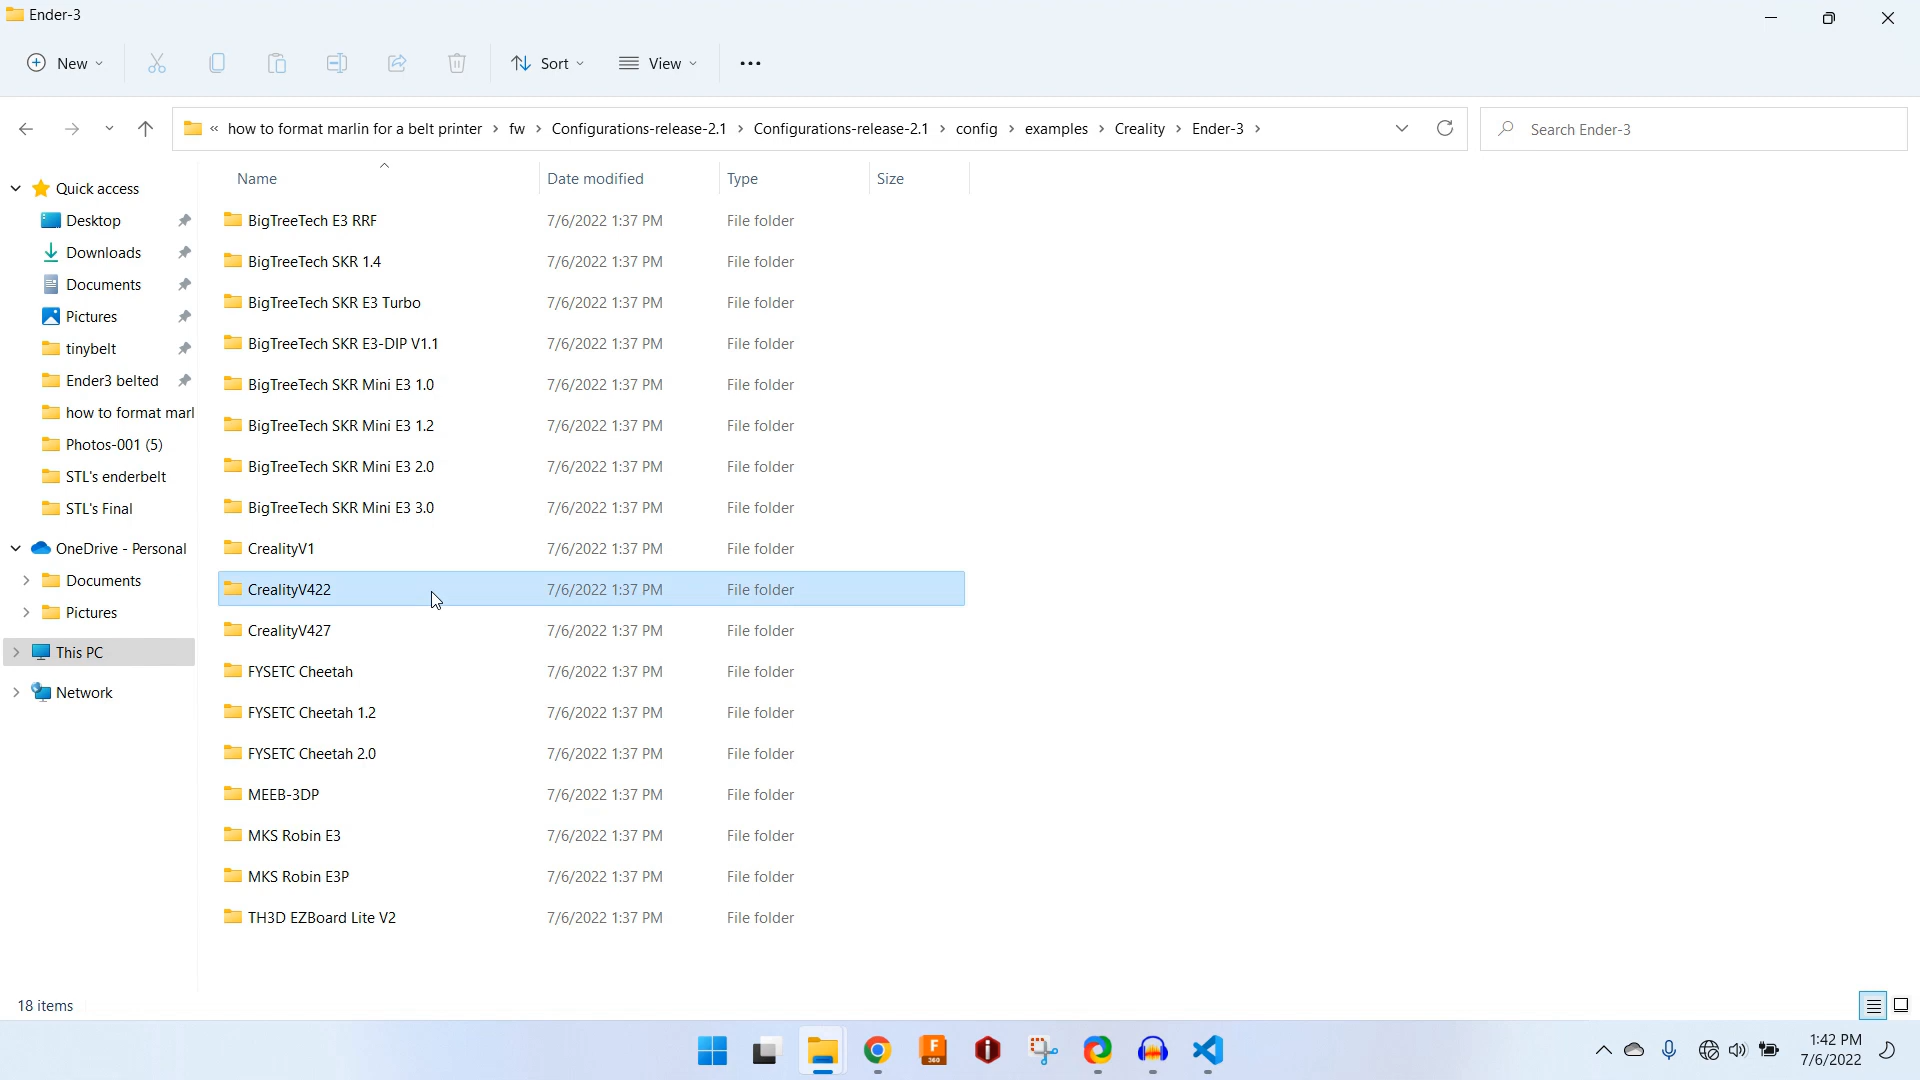 Ender-3
New
Sort
View
« how to format marlin for a belt printer > fw > Configurations-release-2.1 > Configurations-release-2.1 > config > examples > Creality > Ender-3 >
Search Ender-3
Name Date modified Type Size
Quick access
Desktop
Downloads
Documents
Pictures
tinybelt
Ender3 belted
how to format marl
Photos-001 (5)
STL's enderbelt
STL's Final
OneDrive - Personal
Documents
Pictures
This PC
Network
BigTreeTech E3 RRF 7/6/2022 1:37 PM File folder
BigTreeTech SKR 1.4 7/6/2022 1:37 PM File folder
BigTreeTech SKR E3 Turbo 7/6/2022 1:37 PM File folder
BigTreeTech SKR E3-DIP V1.1 7/6/2022 1:37 PM File folder
BigTreeTech SKR Mini E3 1.0 7/6/2022 1:37 PM File folder
BigTreeTech SKR Mini E3 1.2 7/6/2022 1:37 PM File folder
BigTreeTech SKR Mini E3 2.0 7/6/2022 1:37 PM File folder
BigTreeTech SKR Mini E3 3.0 7/6/2022 1:37 PM File folder
CrealityV1 7/6/2022 1:37 PM File folder
CrealityV422 7/6/2022 1:37 PM File folder
CrealityV427 7/6/2022 1:37 PM File folder
FYSETC Cheetah 7/6/2022 1:37 PM File folder
FYSETC Cheetah 1.2 7/6/2022 1:37 PM File folder
FYSETC Cheetah 2.0 7/6/2022 1:37 PM File folder
MEEB-3DP 7/6/2022 1:37 PM File folder
MKS Robin E3 7/6/2022 1:37 PM File folder
MKS Robin E3P 7/6/2022 1:37 PM File folder
TH3D EZBoard Lite V2 7/6/2022 1:37 PM File folder
18 items
F
360
1:42 PM
7/6/2022